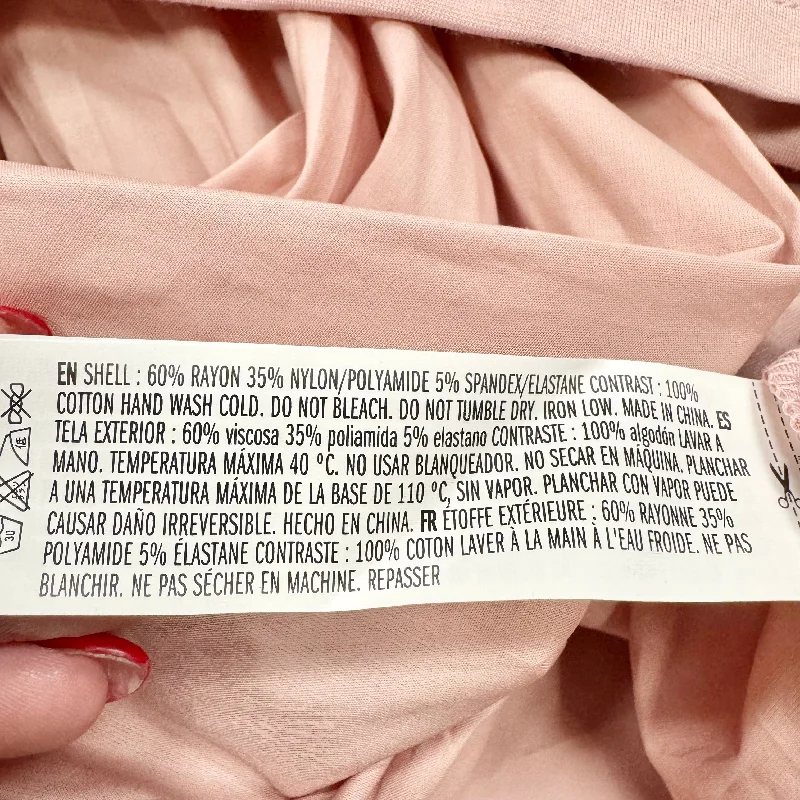 EN SHELL : 60% RAYON 35% NYLON/POLYAMIDE 5% SPANDEX/ELASTANE CONTRAST : 100%
COTTON HAND WASH COLD. DO NOT BLEACH. DO NOT TUMBLE DRY. IRON LOW. MADE IN CHINA. ES
TELA EXTERIOR : 60% viscosa 35% poliamida 5% elastano CONTRASTE : 100% algodón LAVAR A
MANO. TEMPERATURA MÁXIMA 40 °C. NO USAR BLANQUEADOR. NO SECAR EN MÁQUINA. PLANCHAR
A UNA TEMPERATURA MÁXIMA DE LA BASE DE 110 °C, SIN VAPOR. PLANCHAR CON VAPOR PUEDE
CAUSAR DAÑO IRREVERSIBLE. HECHO EN CHINA. FR ÉTOFFE EXTÉRIEURE : 60% RAYONNE 35%
POLYAMIDE 5% ÉLASTANE CONTRASTE : 100% COTON LAVER À LA MAIN À L'EAU FROIDE. NE PAS
BLANCHIR. NE PAS SÉCHER EN MACHINE. REPASSER
30